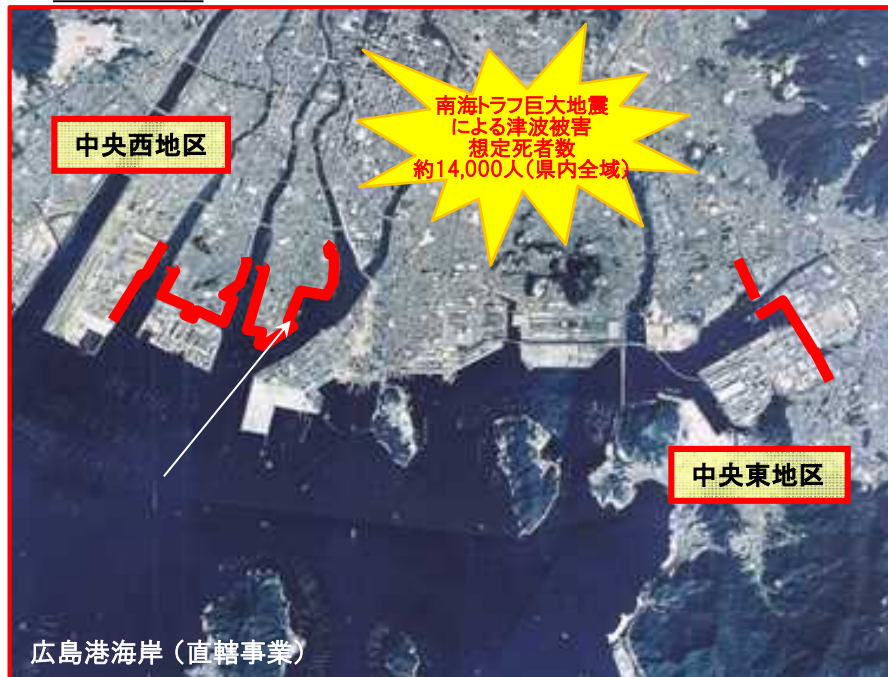 南海トラフ巨大地震
による津波被害
想定死者数
約14,000人（県内全域）
中央西地区
中央東地区
広島港海岸（直轄事業）